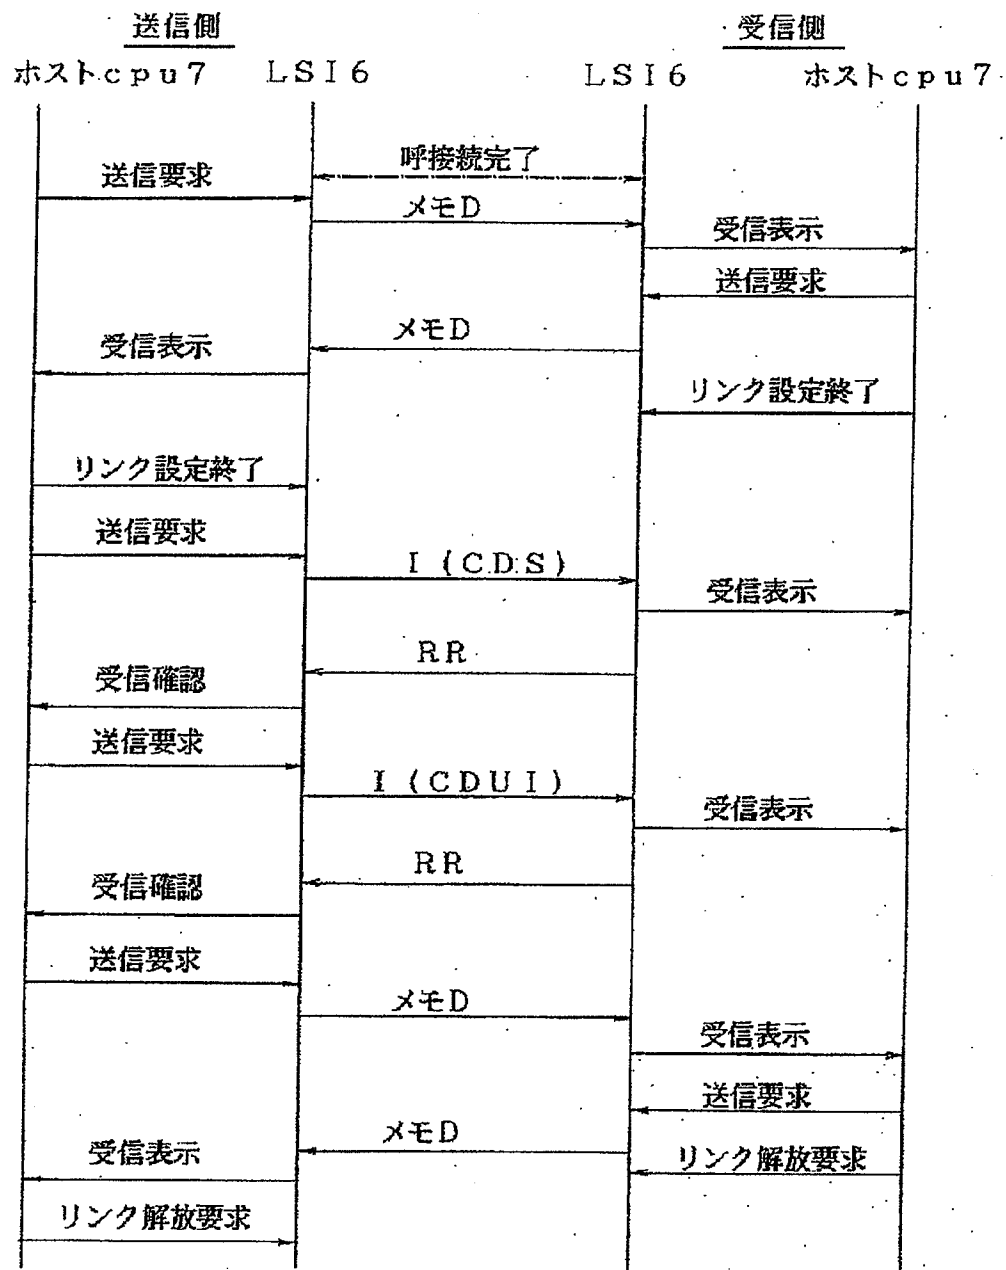 送信側
受信側
ホストcpu7
LSI6
LSI6
ホストcpu7
呼接続完了
送信要求
メモD
受信表示
送信要求
メモD
受信表示
リンク設定終了
リンク設定終了
送信要求
I(CDS)
受信表示
RR
受信確認
送信要求
I(CDUI)
受信表示
RR
受信確認
送信要求
メモD
受信表示
送信要求
メモD
受信表示
リンク解放要求
リンク解放要求